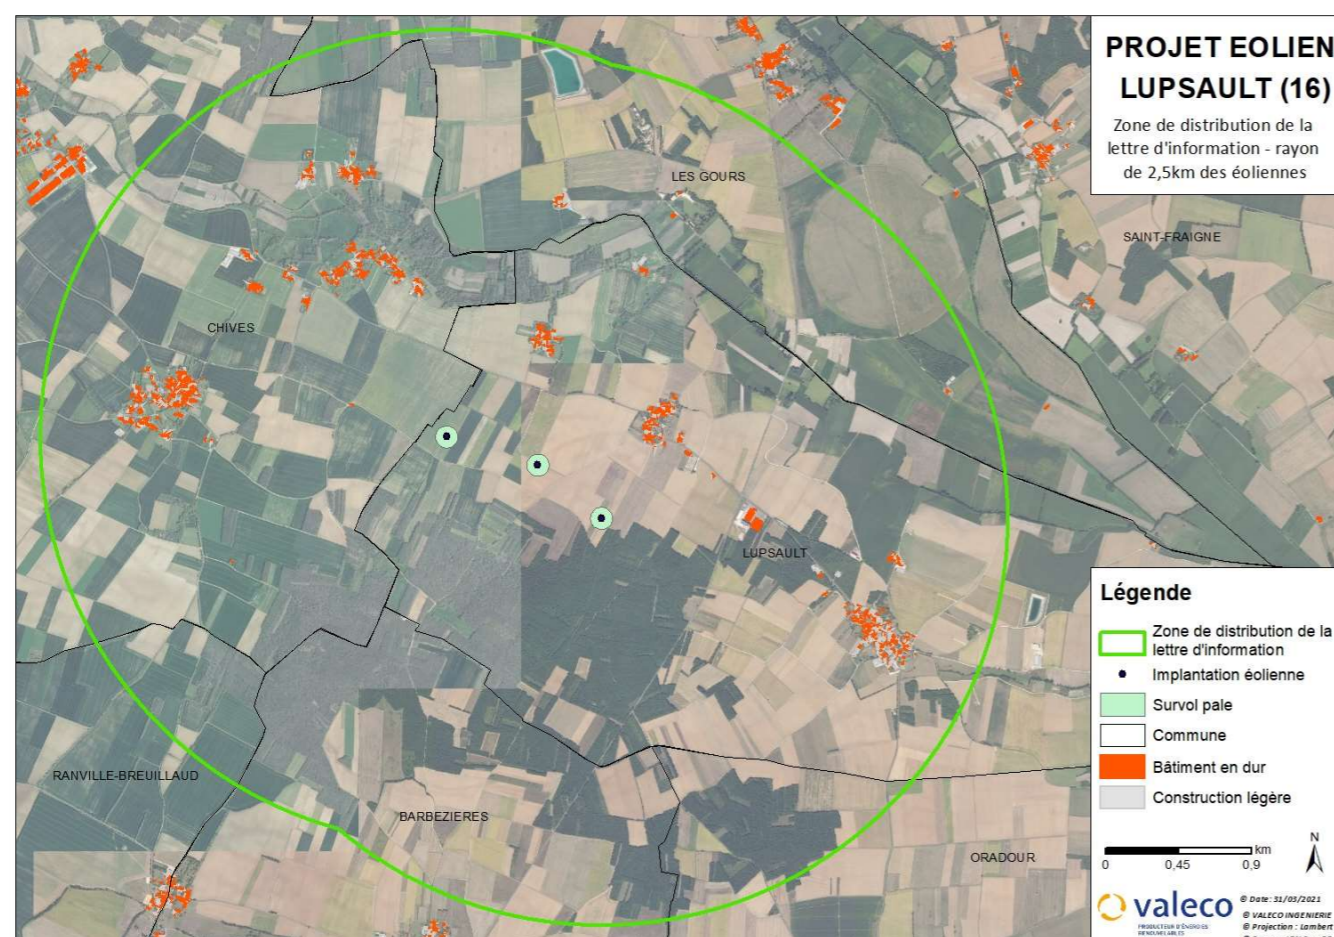 PROJET EOLIEN
LUPSAULT (16)
Zone de distribution de la
lettre d'information - rayon
de 2,5km des éoliennes
LES GOURS
SAINT-FRAIGNE
CHIVES
LUPSAULT
RANVILLE-BREUILLAUD
BARBEZIERES
ORADOUR
Légende
Zone de distribution de la
lettre d'information
Implantation éolienne
Survol pale
Commune
Bâtiment en dur
Construction légère
km
0 0,45 0,9
N
valeco
PRODUCTEUR D'ÉNERGIES
RENOUVELABLES
© Date: 31/03/2021
© VALECO INGENIERIE
© Projection : Lambert